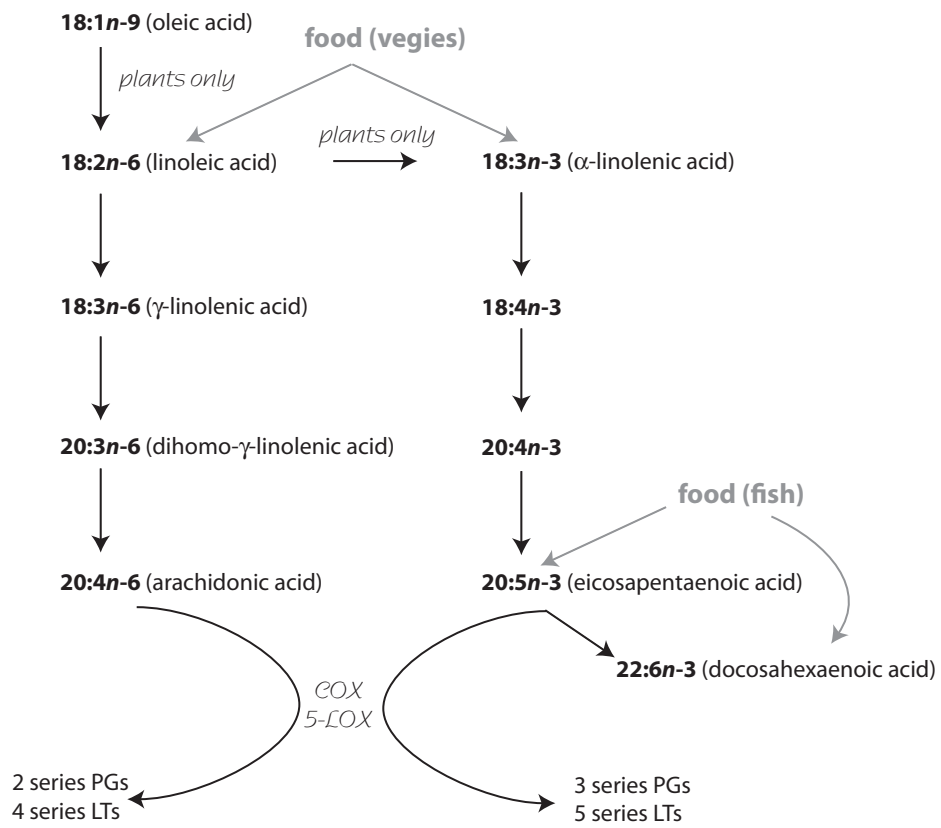 18:1n-9 (oleic acid)
food (vegies)
plants only
plants only
18:2n-6 (linoleic acid)
18:3n-3 (α-linolenic acid)
18:3n-6 (γ-linolenic acid)
18:4n-3
20:3n-6 (dihomo-γ-linolenic acid)
20:4n-3
food (fish)
20:4n-6 (arachidonic acid)
20:5n-3 (eicosapentaenoic acid)
22:6n-3 (docosahexaenoic acid)
COX
5-LOX
2 series PGs
4 series LTs
3 series PGs
5 series LTs